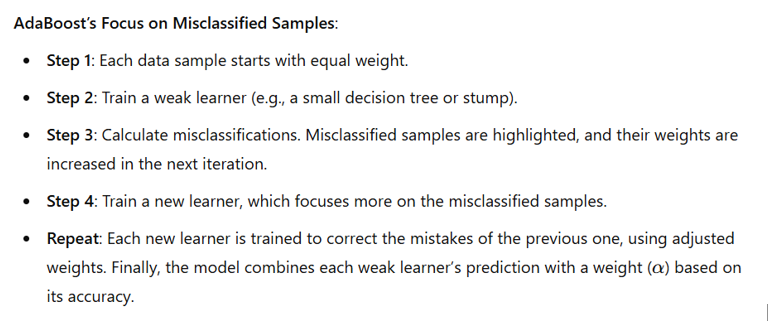 AdaBoost's Focus on Misclassified Samples:
• Step 1: Each data sample starts with equal weight.
• Step 2: Train a weak learner (e.g., a small decision tree or stump).
• Step 3: Calculate misclassifications. Misclassified samples are highlighted, and their weights are
increased in the next iteration.
• Step 4: Train a new learner, which focuses more on the misclassified samples.
• Repeat: Each new learner is trained to correct the mistakes of the previous one, using adjusted
weights. Finally, the model combines each weak learner's prediction with a weight (α) based on
its accuracy.